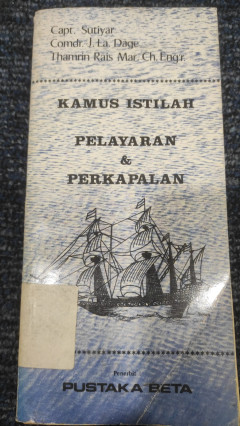 Capt. Sutiyar
Comdr. J. La. Dage
Thamrin Rais Mar. Ch. Engr.
KAMUS ISTILAH
PELAYARAN
&
PERKAPALAN
Penerbit
PUSTAKA BETA